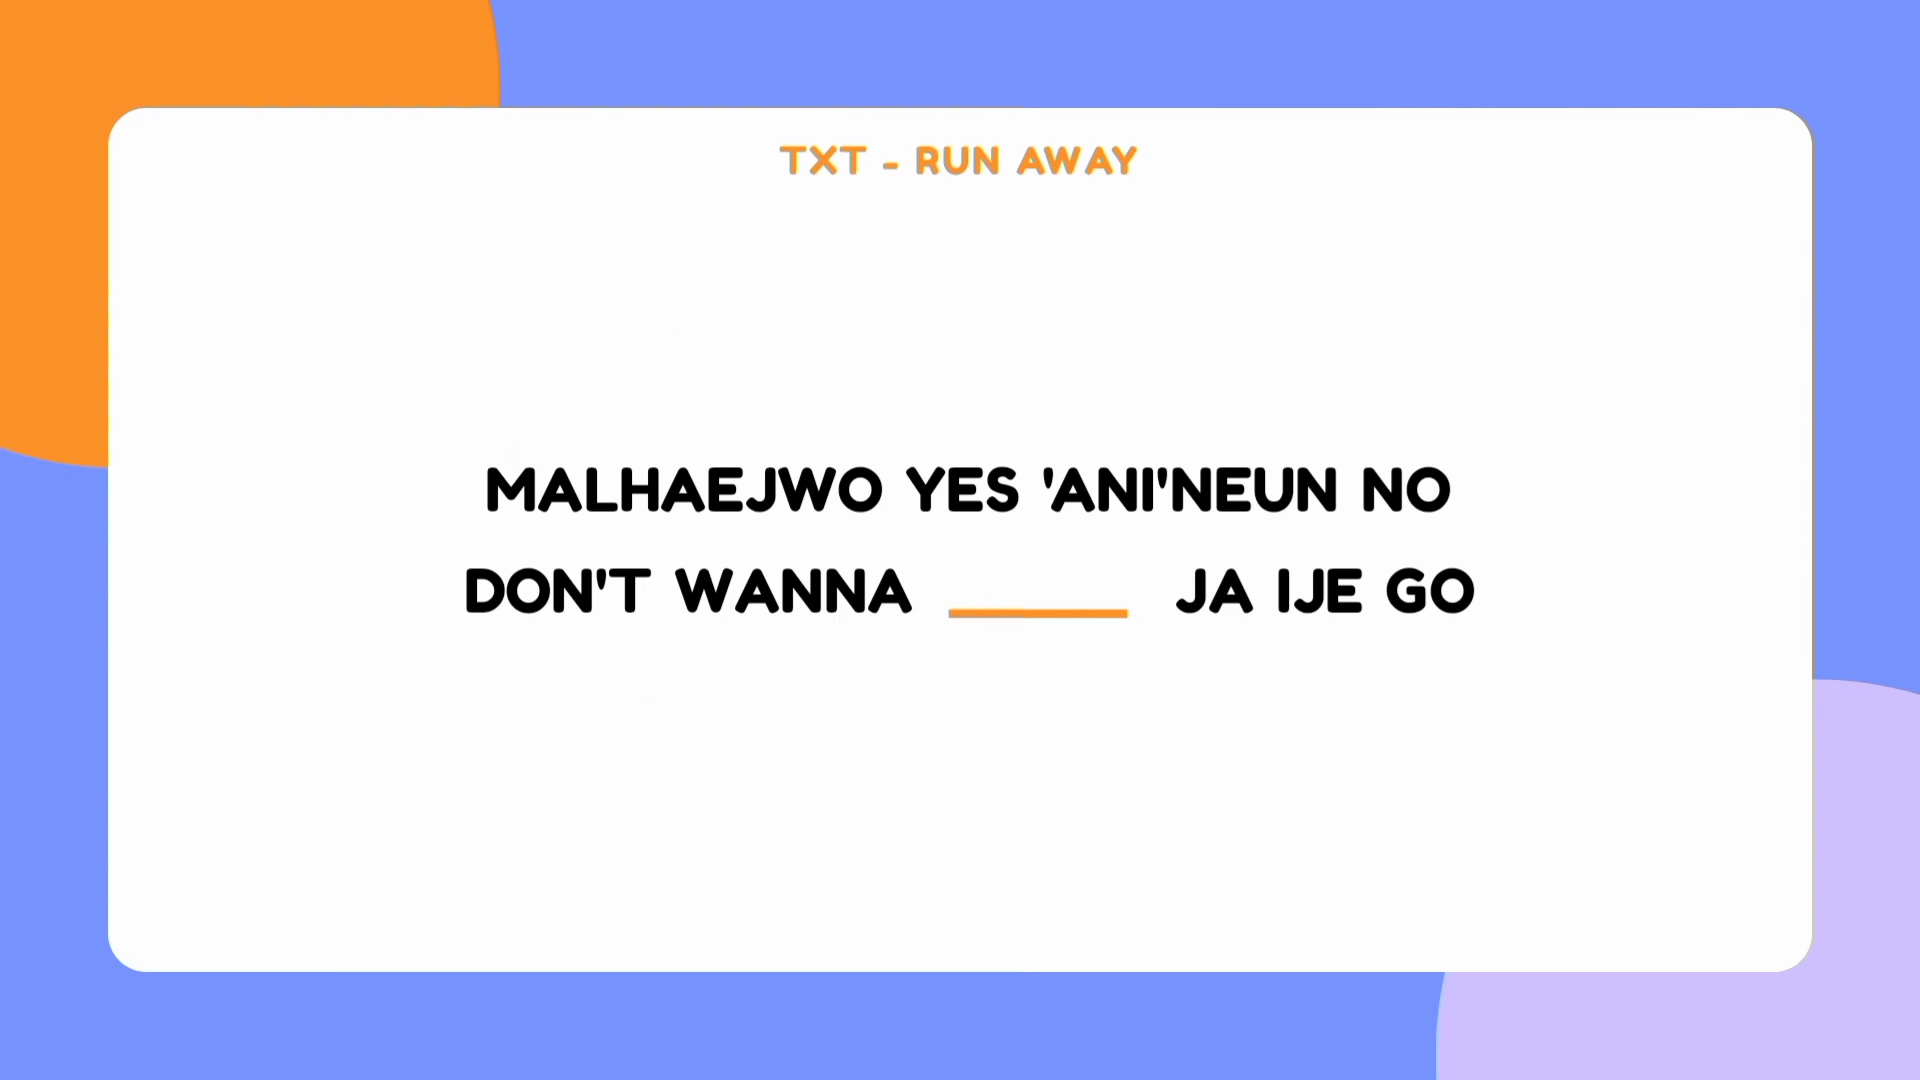 TXT - RUN AWAY
MALHAEJWO YES 'ANI'NEUN NO
DON'T WANNA _____ JA IJE GO